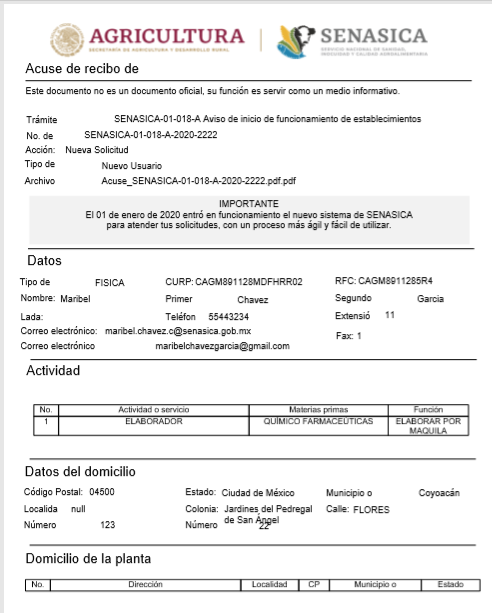 AGRICULTURA
SECRETARÍA DE AGRICULTURA Y DESARROLLO RURAL
SENASICA
SERVICIO NACIONAL DE SANIDAD,
INOCUIDAD Y CALIDAD AGROALIMENTARIA
Acuse de recibo de
Este documento no es un documento oficial, su función es servir como un medio informativo.
Trámite SENASICA-01-018-A Aviso de inicio de funcionamiento de establecimientos
No. de SENASICA-01-018-A-2020-2222
Acción: Nueva Solicitud
Tipo de Nuevo Usuario
Archivo Acuse_SENASICA-01-018-A-2020-2222.pdf.pdf
IMPORTANTE
El 01 de enero de 2020 entró en funcionamiento el nuevo sistema de SENASICA
para atender tus solicitudes, con un proceso más ágil y fácil de utilizar.
Datos
Tipo de FISICA CURP: CAGM891128MDFHRR02 RFC: CAGM8911285R4
Nombre: Maribel Primer Chavez Segundo Garcia
Lada: Teléfon 55443234 Extensió 11
Correo electrónico: maribel.chavez.c@senasica.gob.mx Fax: 1
Correo electrónico maribelchavezgarcia@gmail.com
Actividad
No. Actividad o servicio Materias primas Función
1 ELABORADOR QUÍMICO FARMACEÚTICAS ELABORAR POR
MAQUILA
Datos del domicilio
Código Postal: 04500 Estado: Ciudad de México Municipio o Coyoacán
Localida null Colonia: Jardines del Pedregal Calle: FLORES
de San Ángel
Número 123 Número 22
Domicilio de la planta
No. Dirección Localidad CP Municipio o Estado